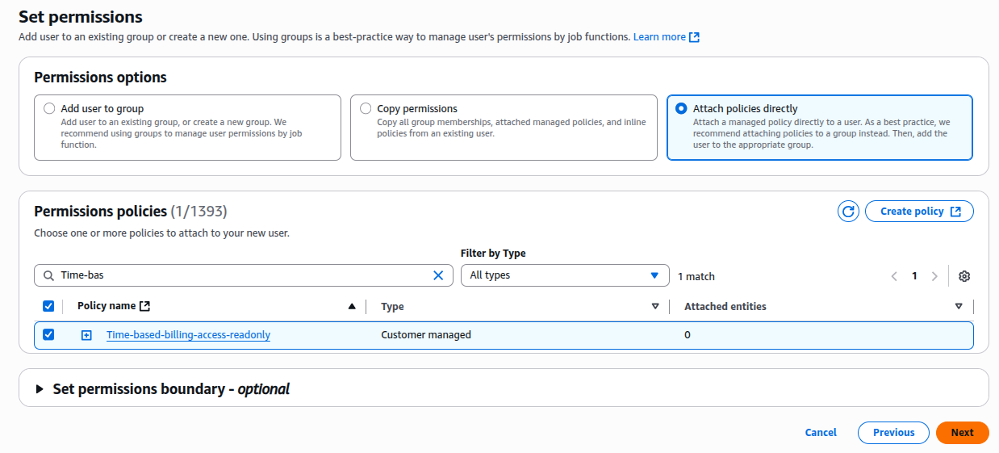 Set permissions
Add user to an existing group or create a new one. Using groups is a best-practice way to manage user's permissions by job functions. Learn more
Permissions options
Add user to group
Add user to an existing group, or create a new group. We
recommend using groups to manage user permissions by job
function.
Copy permissions
Copy all group memberships, attached managed policies, and inline
policies from an existing user.
Attach policies directly
Attach a managed policy directly to a user. As a best practice, we
recommend attaching policies to a group instead. Then, add the
user to the appropriate group.
Permissions policies (1/1393)
Create policy
Choose one or more policies to attach to your new user.
Filter by Type
Time-bas
All types
1 match
1
Policy name
Type
Attached entities
Time-based-billing-access-readonly
Customer managed
0
Set permissions boundary - optional
Cancel
Previous
Next